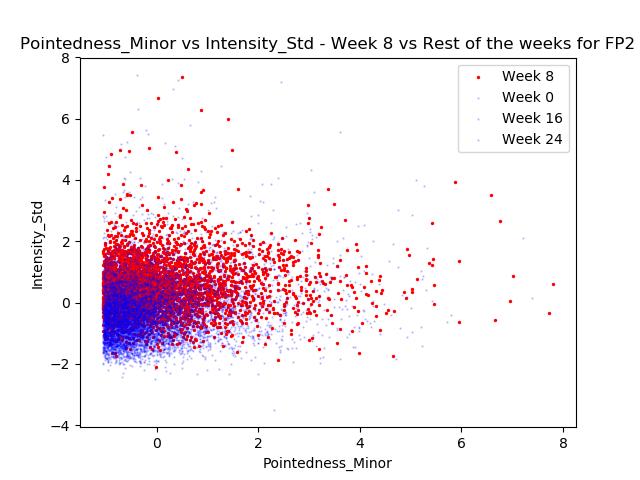 Pointedness_Minor vs Intensity_Std - Week 8 vs Rest of the weeks for FP2
Week 8
Week 0
Week 16
Week 24
8
6
4
2
0
−2
−4
Intensity_Std
0 2 4 6 8
Pointedness_Minor